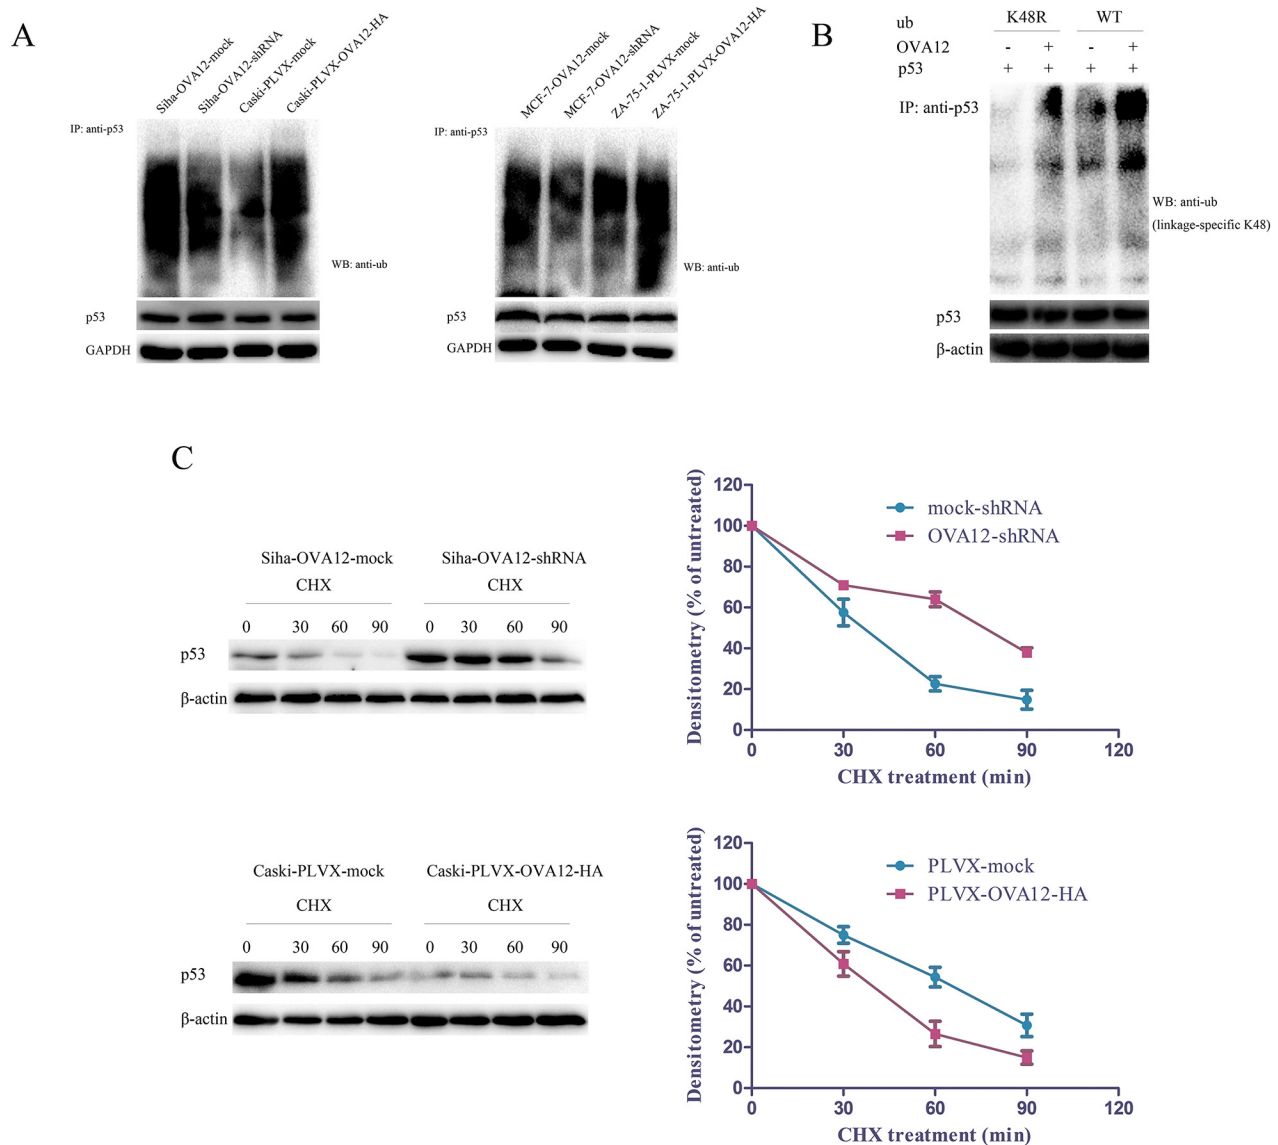 A
Siha-OVA12-mock
Siha-OVA12-shRNA
Caski-PLVX-mock
Caski-PLVX-OVA12-HA
IP: anti-p53
WB: anti-ub
p53
GAPDH
MCF-7-OVA12-mock
MCF-7-OVA12-shRNA
ZA-75-1-PLVX-mock
ZA-75-1-PLVX-OVA12-HA
IP: anti-p53
WB: anti-ub
p53
GAPDH
B
ub K48R WT
OVA12 - + - +
p53 + + + +
IP: anti-p53
WB: anti-ub
(linkage-specific K48)
p53
β-actin
C
Siha-OVA12-mock Siha-OVA12-shRNA
CHX CHX
0 30 60 90 0 30 60 90
p53
β-actin
Densitometry (% of untreated)
120
100
80
60
40
20
0
mock-shRNA
OVA12-shRNA
0 30 60 90 120
CHX treatment (min)
Caski-PLVX-mock Caski-PLVX-OVA12-HA
CHX CHX
0 30 60 90 0 30 60 90
p53
β-actin
Densitometry (% of untreated)
120
100
80
60
40
20
0
PLVX-mock
PLVX-OVA12-HA
0 30 60 90 120
CHX treatment (min)